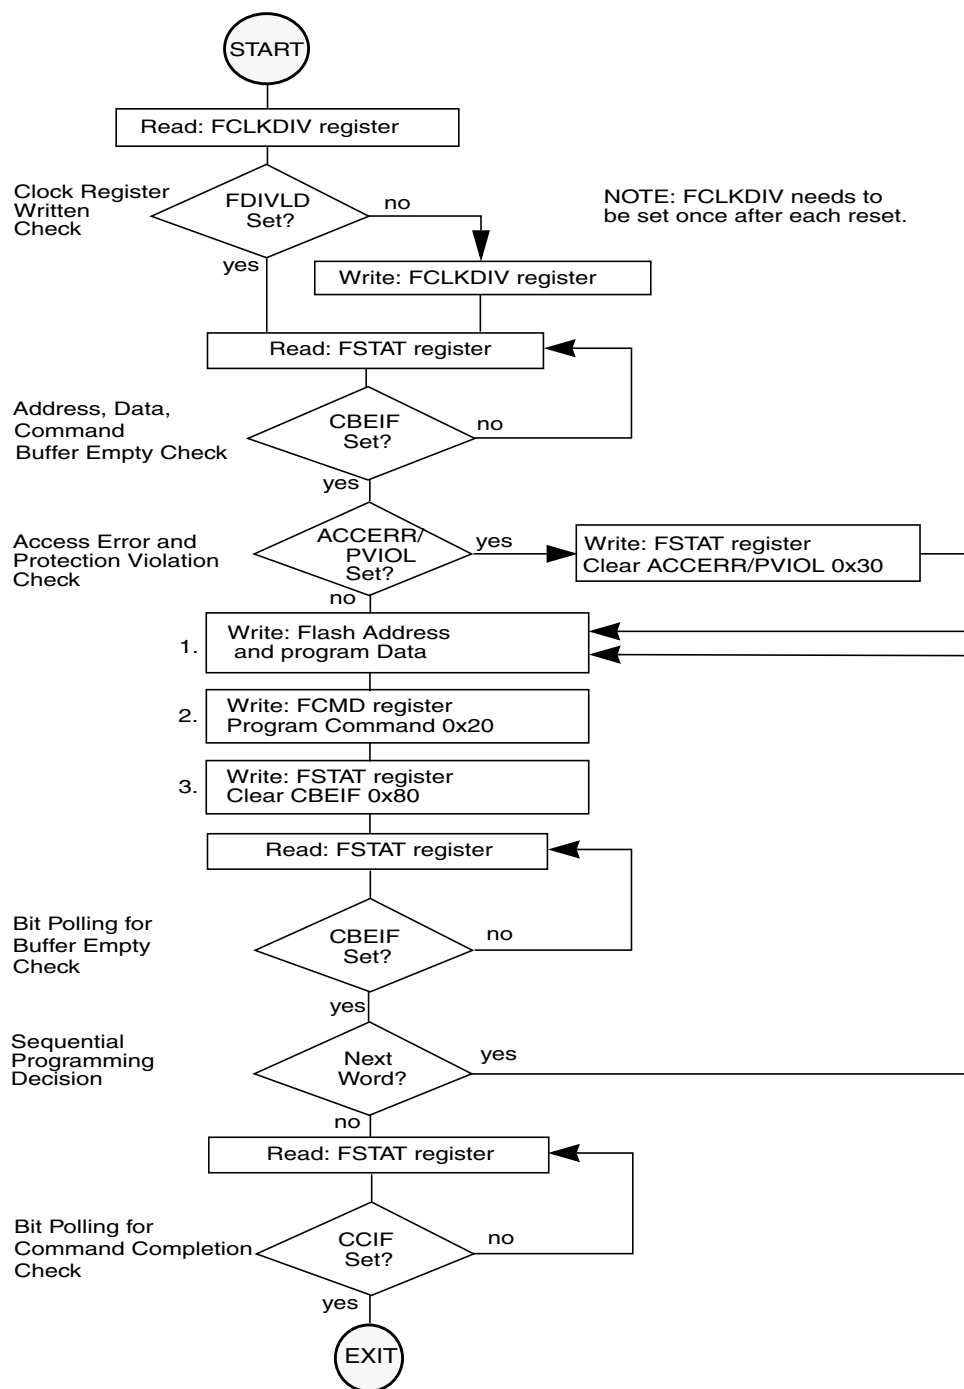 START
Read: FCLKDIV register
Clock Register
Written
Check
FDIVLD
Set?
no
NOTE: FCLKDIV needs to
be set once after each reset.
yes
Write: FCLKDIV register
Read: FSTAT register
Address, Data,
Command
Buffer Empty Check
CBEIF
Set?
no
yes
Access Error and
Protection Violation
Check
ACCERR/
PVIOL
Set?
yes
Write: FSTAT register
Clear ACCERR/PVIOL 0x30
no
1.
Write: Flash Address
and program Data
2.
Write: FCMD register
Program Command 0x20
3.
Write: FSTAT register
Clear CBEIF 0x80
Read: FSTAT register
Bit Polling for
Buffer Empty
Check
CBEIF
Set?
no
yes
Sequential
Programming
Decision
Next
Word?
yes
no
Read: FSTAT register
Bit Polling for
Command Completion
Check
CCIF
Set?
no
yes
EXIT